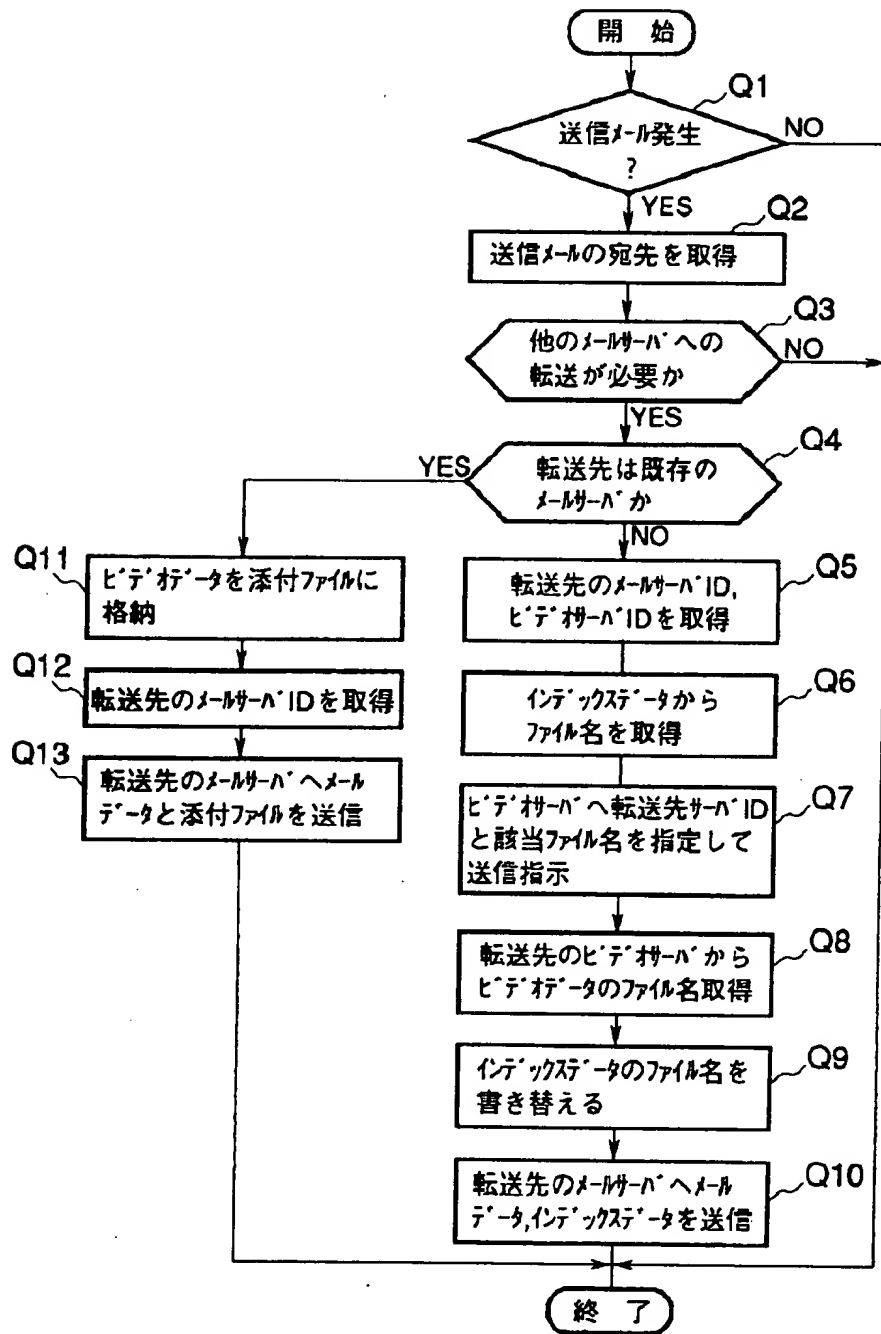 開 始
Q1
送信メール発生
?
NO
YES
Q2
送信メールの宛先を取得
Q3
他のメールサーバへの
転送が必要か
NO
YES
Q4
転送先は既存の
メールサーバか
YES
NO
Q5
転送先のメールサーバID,
ビデオサーバIDを取得
Q6
インデックスデータから
ファイル名を取得
Q7
ビデオサーバへ転送先サーバID
と該当ファイル名を指定して
送信指示
Q8
転送先のビデオサーバから
ビデオデータのファイル名取得
Q9
インデックスデータのファイル名を
書き替える
Q10
転送先のメールサーバへメール
データ,インデックスデータを送信
Q11
ビデオデータを添付ファイルに
格納
Q12
転送先のメールサーバIDを取得
Q13
転送先のメールサーバへメール
データと添付ファイルを送信
終 了